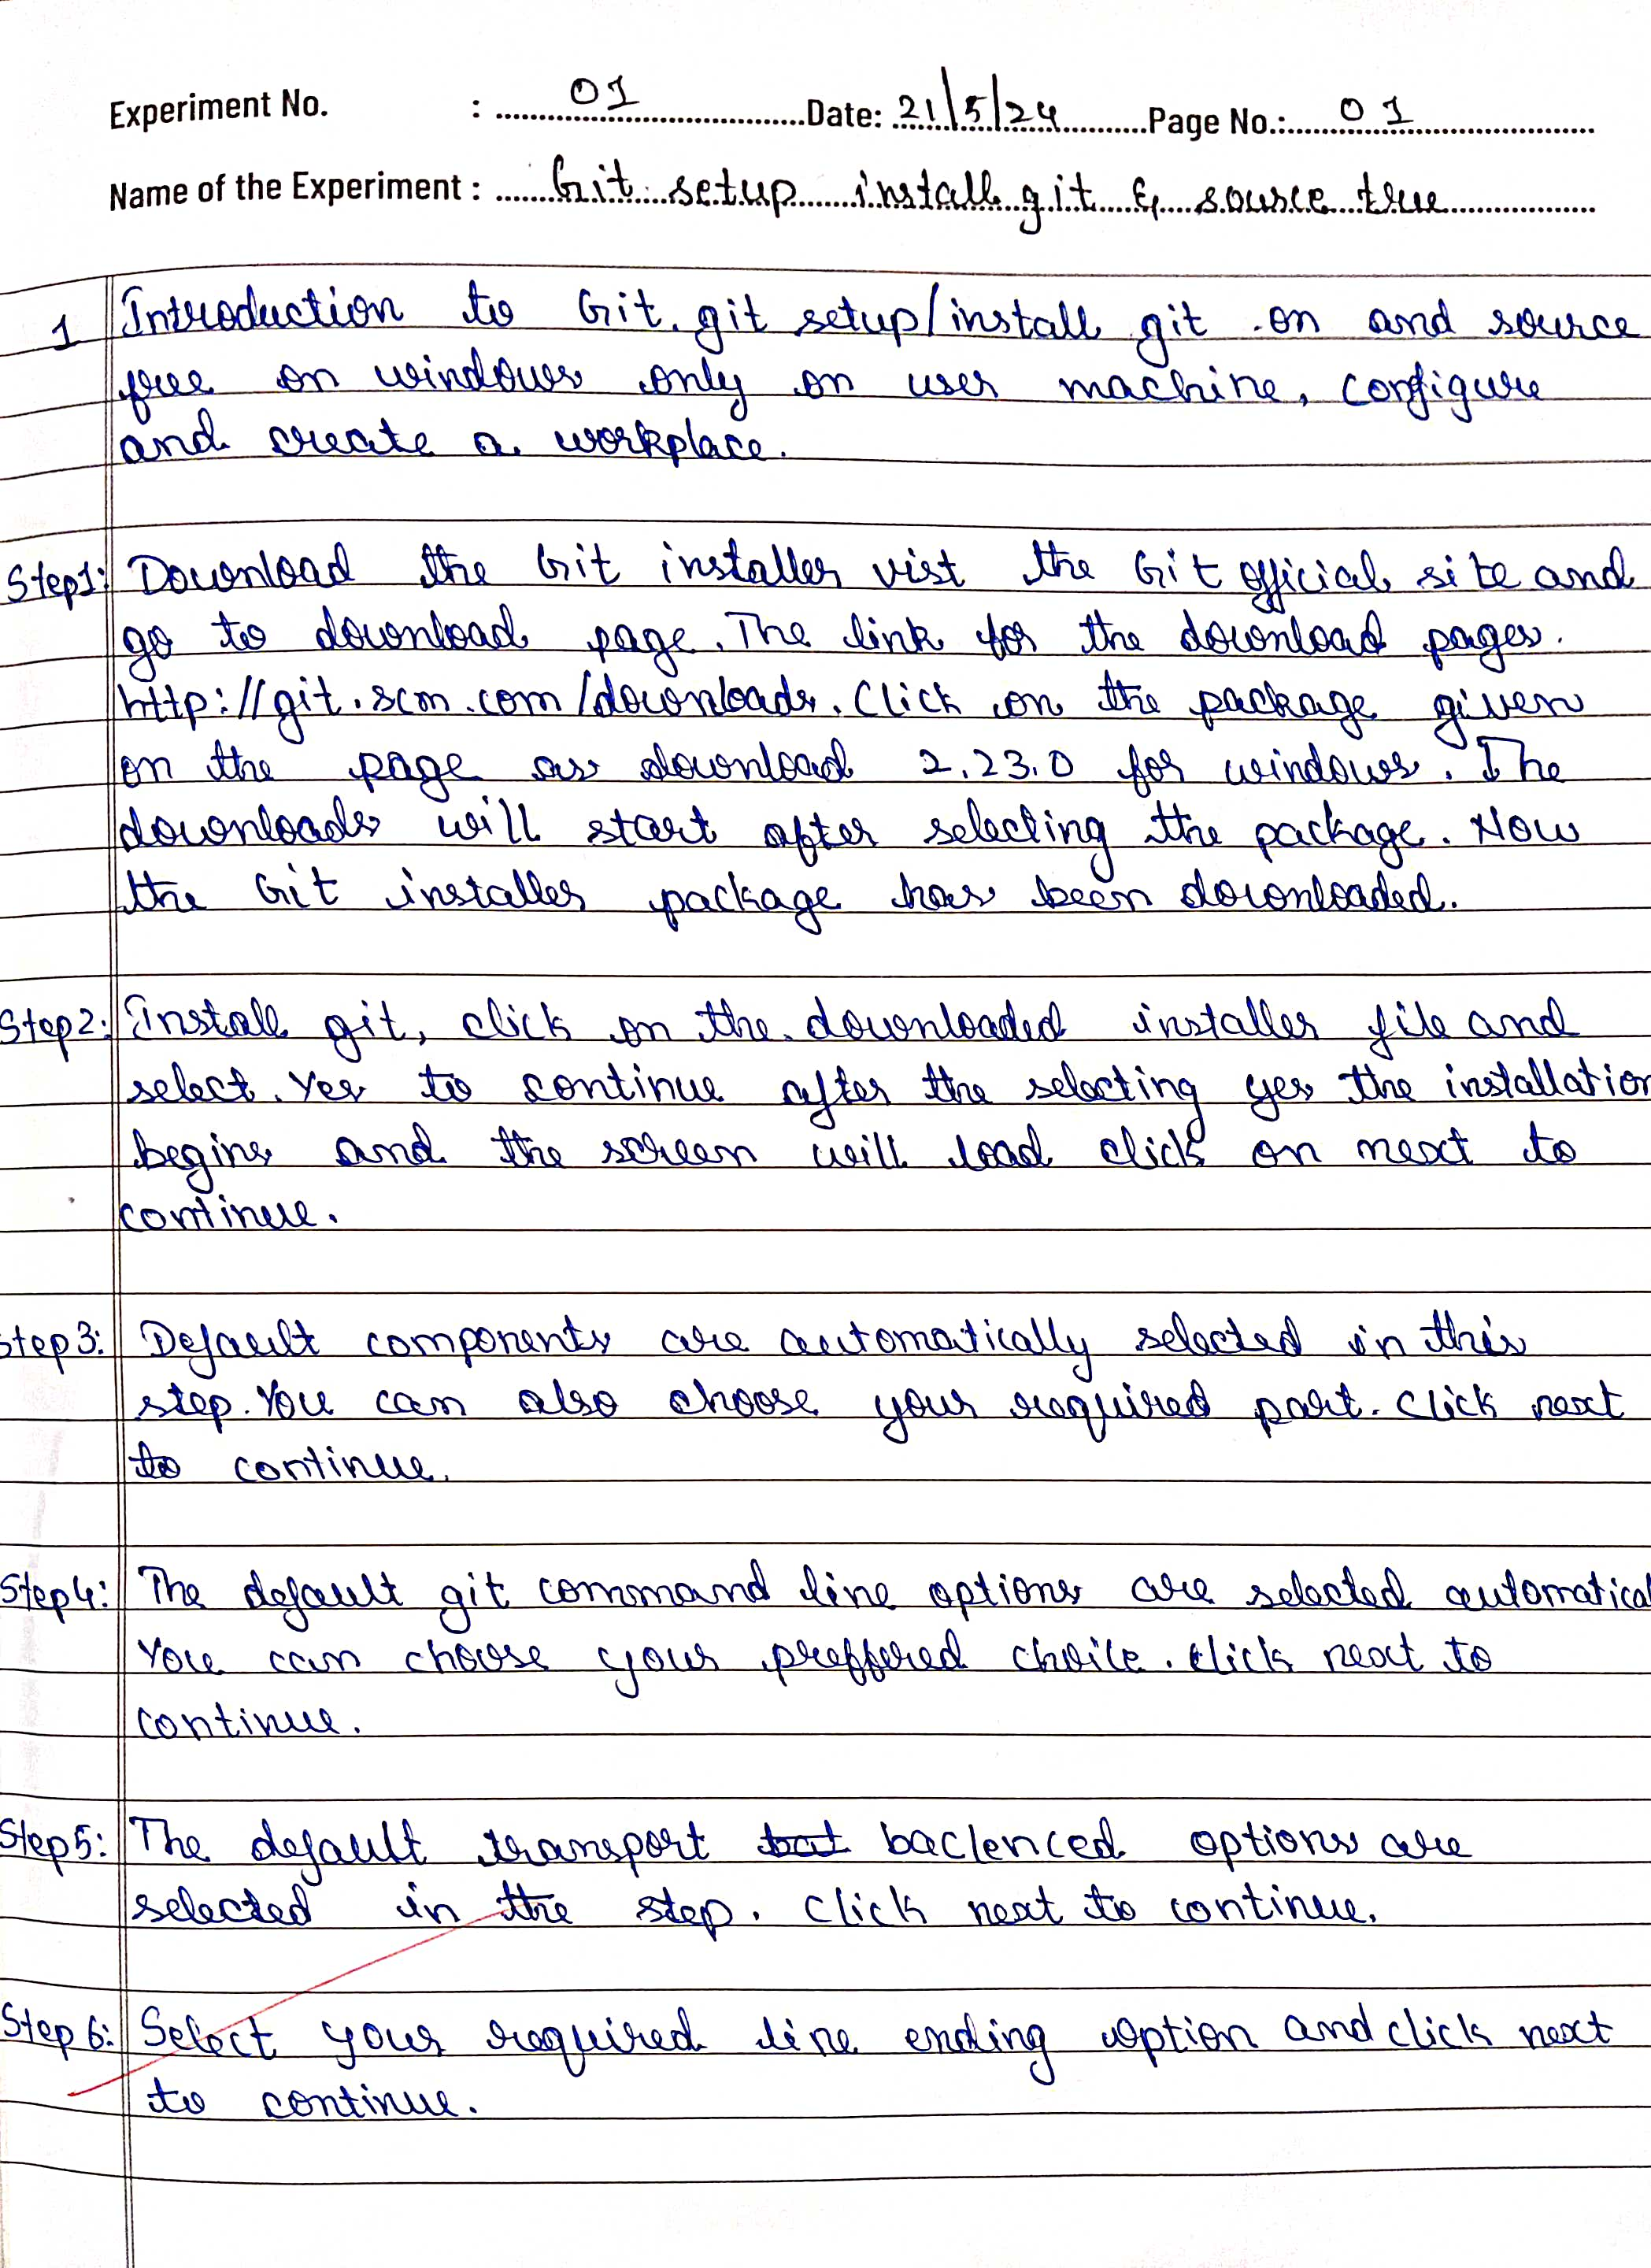 Experiment No. : 01 Date: 21/5/24 Page No.: 01
Name of the Experiment : Git setup install git & source true
1 Introduction to Git. git setup/install git on and source
free on windows only on user machine, configure
and create a workplace.
Step1: Download the Git installer vist the Git official site and
go to download page. The link for the download pages.
http://git.scm.com/downloads. Click on the package given
on the page as download 2.23.0 for windows. The
downloads will start after selecting the package. Now
the Git installer package has been downloaded.
Step2: Install git, click on the downloaded installer file and
select. Yes to continue after the selecting yes the installation
begins and the screen will load click on next to
continue.
Step3: Default components are automatically selected in this
step. You can also choose your required part. Click next
to continue.
Step4: The default git command line options are selected automatical
You can choose your preffered choice. click next to
continue.
Step5: The default transport baclenced options are
selected in the step. Click next to continue.
Step6: Select your required line ending option and click next
to continue.